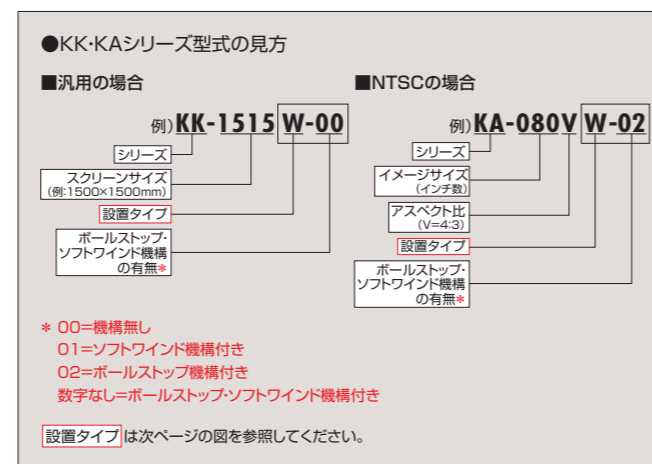 ●KK・KAシリーズ型式の見方
■汎用の場合
例)KK-1515 W-00
シリーズ
スクリーンサイズ
(例:1500×1500mm)
設置タイプ
ボールストップ・
ソフトワインド機構
の有無*
■NTSCの場合
例)KA-080V W-02
シリーズ
イメージサイズ
(インチ数)
アスペクト比
(V=4:3)
設置タイプ
ボールストップ・
ソフトワインド機構
の有無*
* 00=機構無し
01=ソフトワインド機構付き
02=ボールストップ機構付き
数字なし=ボールストップ・ソフトワインド機構付き
設置タイプ は次ページの図を参照してください。